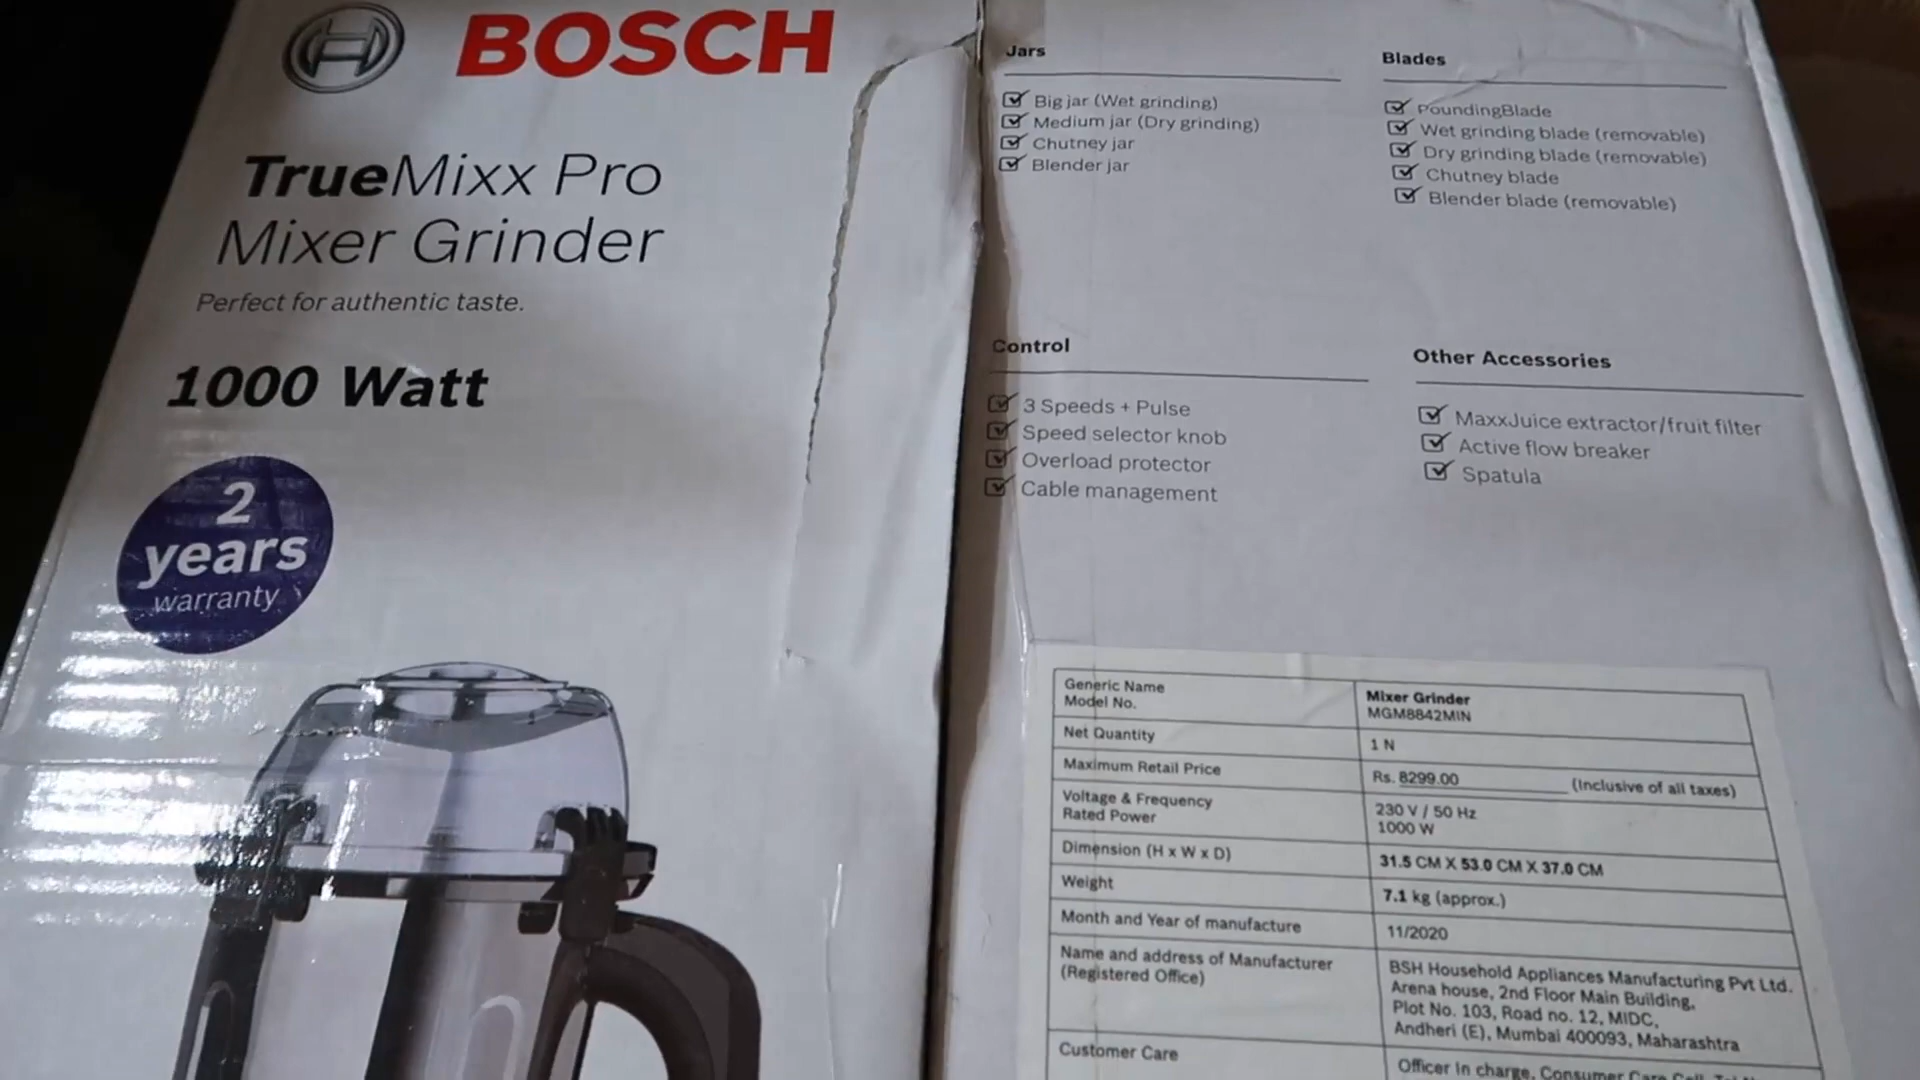 BOSCH
TrueMixx Pro
Mixer Grinder
Perfect for authentic taste.
1000 Watt
2
years
warranty
Jars
Big jar (Wet grinding)
Medium jar (Dry grinding)
Chutney jar
Blender jar
Blades
PoundingBlade
Wet grinding blade (removable)
Dry grinding blade (removable)
Chutney blade
Blender blade (removable)
Control
3 Speeds + Pulse
Speed selector knob
Overload protector
Cable management
Other Accessories
MaxxJuice extractor/fruit filter
Active flow breaker
Spatula
Generic Name Mixer Grinder
Model No. MGM8842MIN
Net Quantity 1 N
Maximum Retail Price Rs. 8299.00 (Inclusive of all taxes)
Voltage & Frequency 230 V / 50 Hz
Rated Power 1000 W
Dimension (H x W x D) 31.5 CM X 53.0 CM X 37.0 CM
Weight 7.1 kg (approx.)
Month and Year of manufacture 11/2020
Name and address of Manufacturer
(Registered Office)
BSH Household Appliances Manufacturing Pvt Ltd.
Arena house, 2nd Floor Main Building,
Plot No. 103, Road no. 12, MIDC,
Andheri (E), Mumbai 400093, Maharashtra
Customer Care
Officer In charge, Consumer Care Cell,